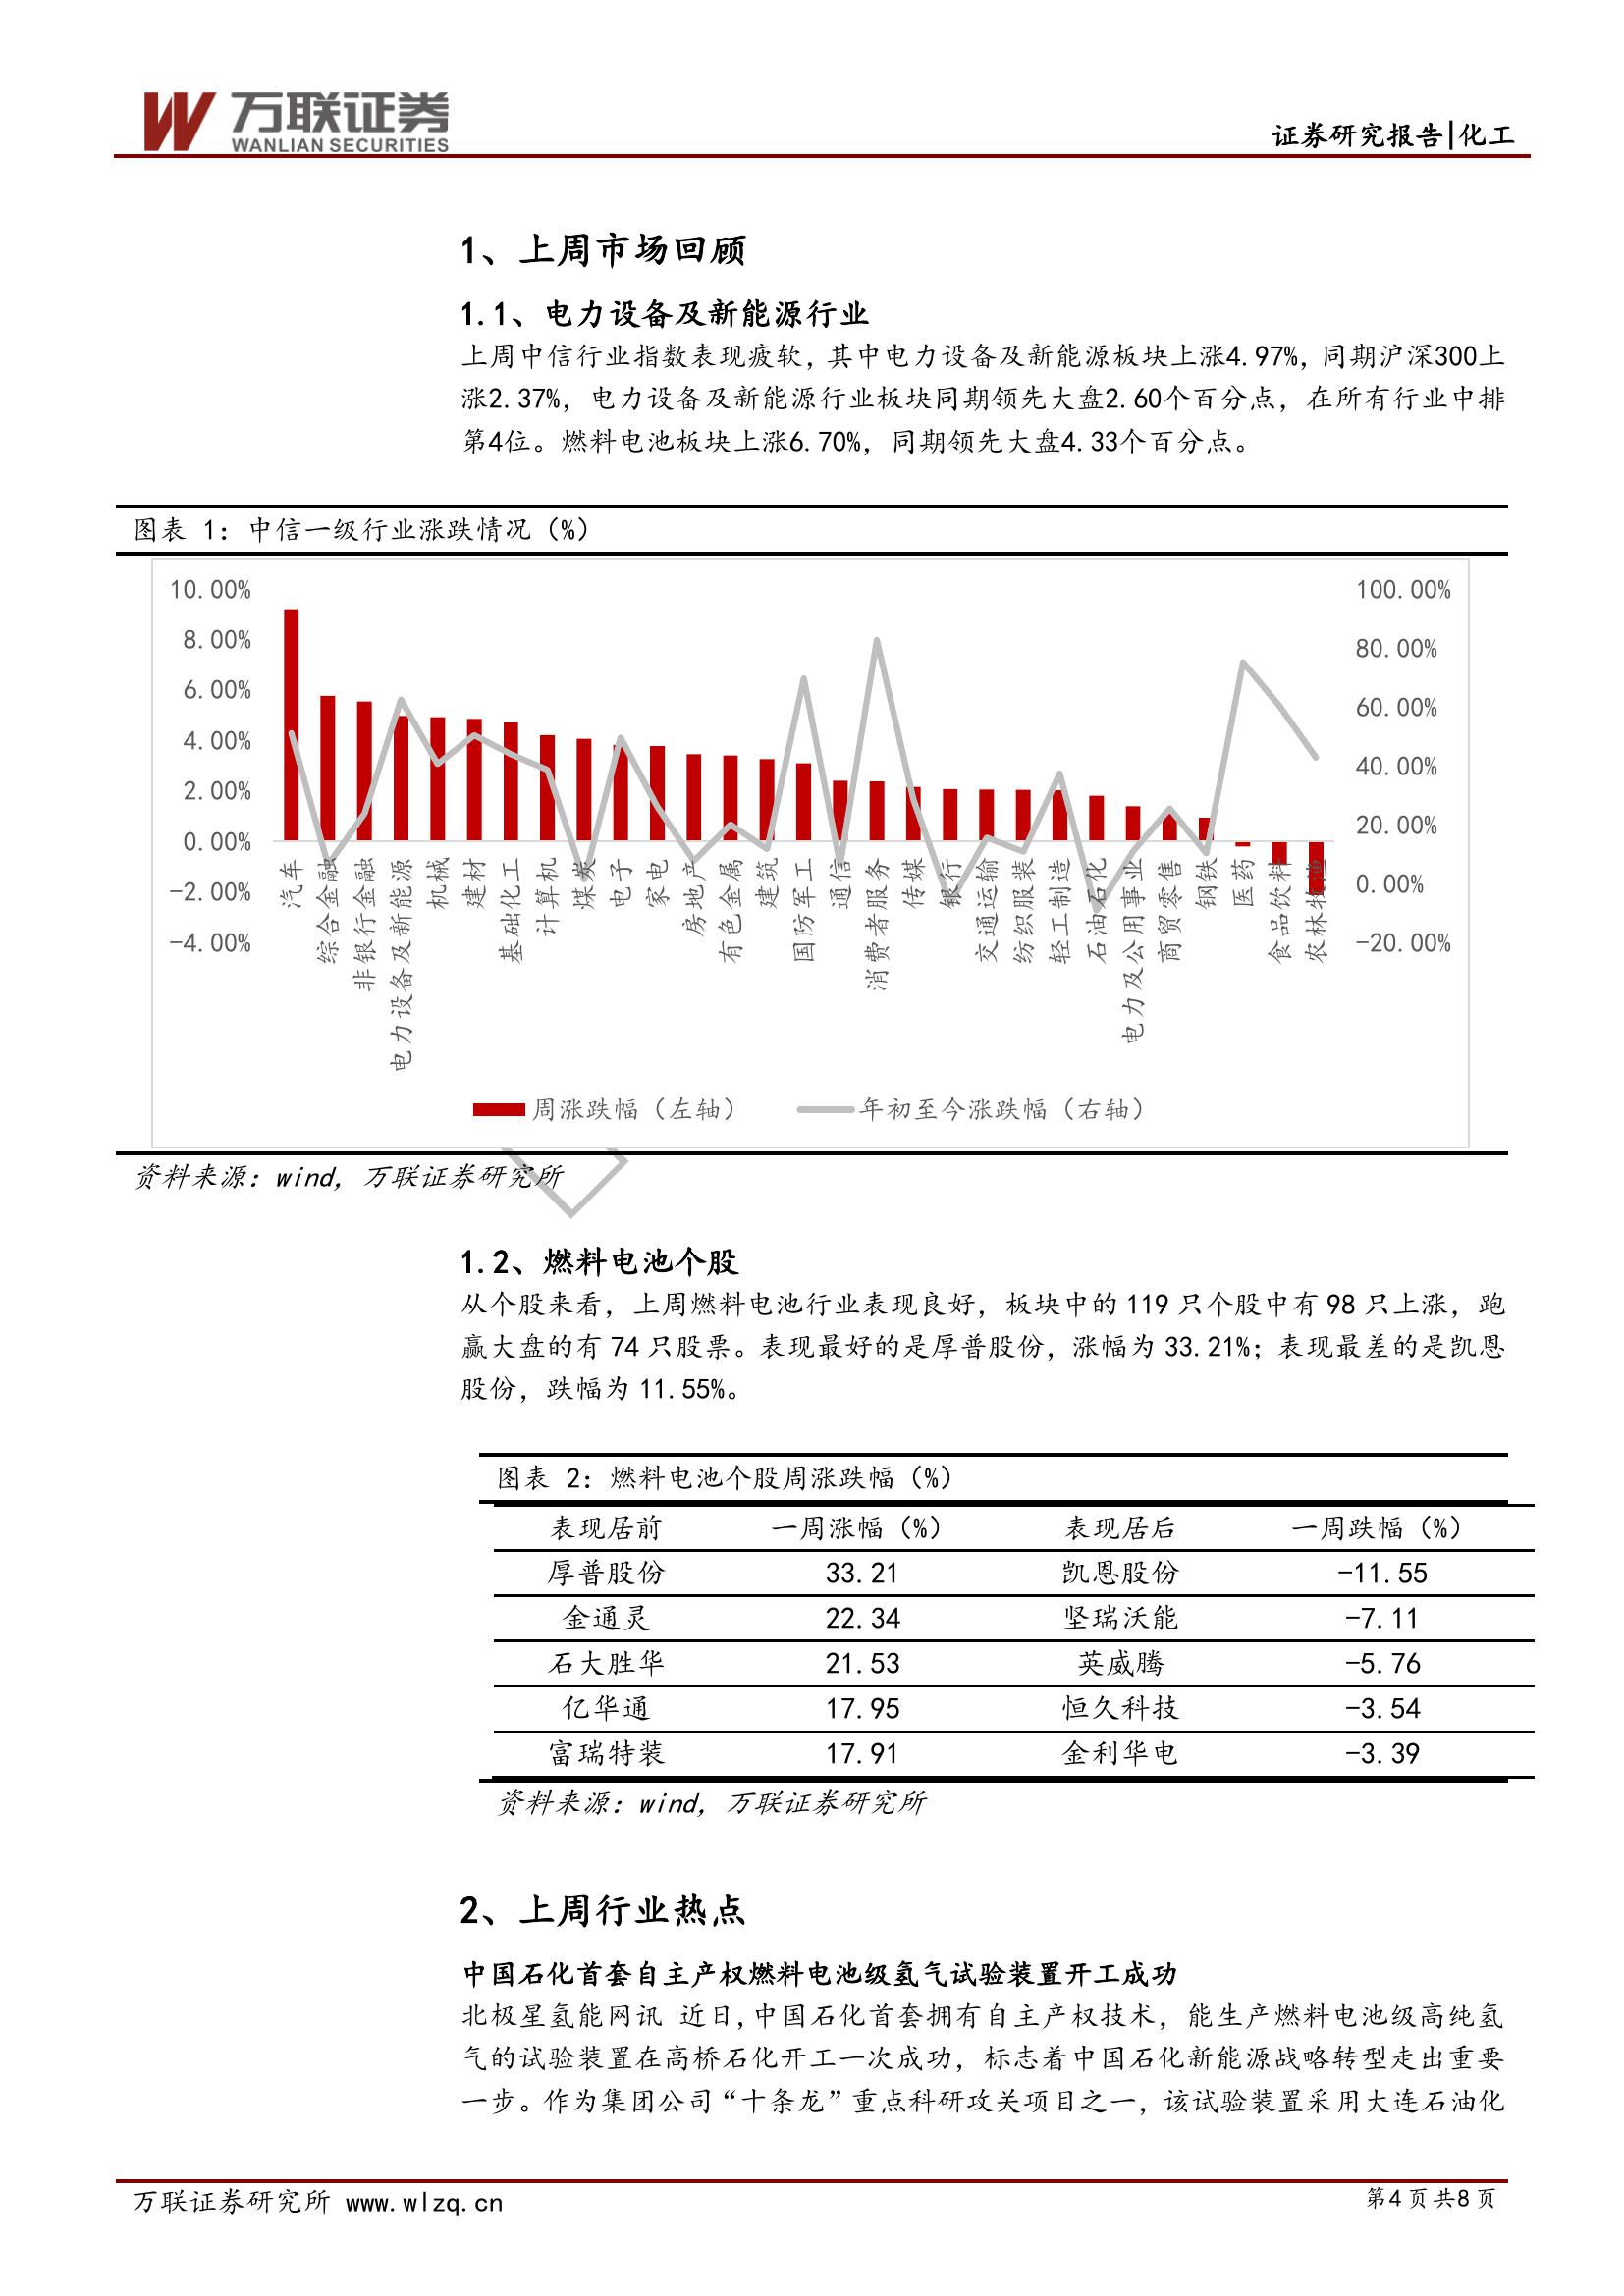 万联证券
WANLIAN SECURITIES
证券研究报告|化工
1、上周市场回顾
1.1、电力设备及新能源行业
上周中信行业指数表现疲软，其中电力设备及新能源板块上涨4.97%，同期沪深300上
涨2.37%，电力设备及新能源行业板块同期领先大盘2.60个百分点，在所有行业中排
第4位。燃料电池板块上涨6.70%，同期领先大盘4.33个百分点。
图表 1：中信一级行业涨跌情况（%）
10.00%
8.00%
6.00%
4.00%
2.00%
0.00%
-2.00%
-4.00%
100.00%
80.00%
60.00%
40.00%
20.00%
0.00%
-20.00%
汽车
综合金融
非银行金融
电力设备及新能源
机械
建材
基础化工
计算机
煤炭
电子
家电
房地产
有色金属
建筑
国防军工
通信
消费者服务
传媒
银行
交通运输
纺织服装
轻工制造
石油石化
电力及公用事业
商贸零售
钢铁
医药
食品饮料
农林牧渔
周涨跌幅（左轴）
年初至今涨跌幅（右轴）
资料来源：wind，万联证券研究所
1.2、燃料电池个股
从个股来看，上周燃料电池行业表现良好，板块中的 119 只个股中有 98 只上涨，跑
赢大盘的有 74 只股票。表现最好的是厚普股份，涨幅为 33.21%；表现最差的是凯恩
股份，跌幅为 11.55%。
图表 2：燃料电池个股周涨跌幅（%）
表现居前 一周涨幅（%） 表现居后 一周跌幅（%）
厚普股份 33.21 凯恩股份 -11.55
金通灵 22.34 坚瑞沃能 -7.11
石大胜华 21.53 英威腾 -5.76
亿华通 17.95 恒久科技 -3.54
富瑞特装 17.91 金利华电 -3.39
资料来源：wind，万联证券研究所
2、上周行业热点
中国石化首套自主产权燃料电池级氢气试验装置开工成功
北极星氢能网讯 近日,中国石化首套拥有自主产权技术，能生产燃料电池级高纯氢
气的试验装置在高桥石化开工一次成功，标志着中国石化新能源战略转型走出重要
一步。作为集团公司“十条龙”重点科研攻关项目之一，该试验装置采用大连石油化
万联证券研究所 www.wlzq.cn
第4页共8页